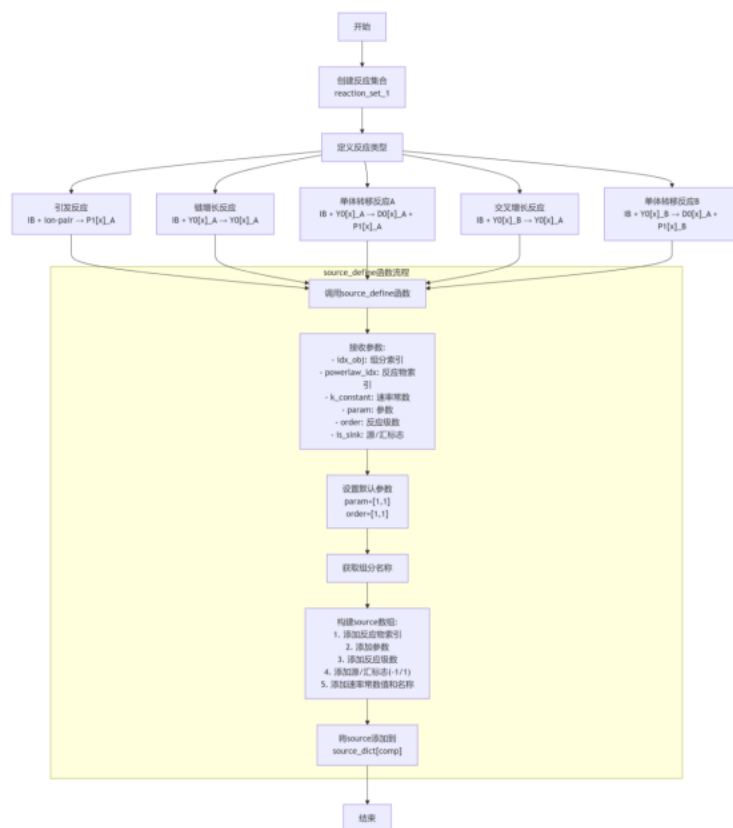 开始
创建反应集合
reaction_set_1
定义反应类型
引发反应
IB + Ion-pair → P1[x]_A
链增长反应
IB + Y0[x]_A → Y0[x]_A
单体转移反应A
IB + Y0[x]_A → D0[x]_A +
P1[x]_A
交叉增长反应
IB + Y0[x]_B → Y0[x]_A
单体转移反应B
IB + Y0[x]_B → D0[x]_A +
P1[x]_B
source_define函数流程
调用source_define函数
接收参数:
- idx_obj: 组分索引
- powerlaw_idx: 反应物索
引
- k_constant: 速率常数
- param: 参数
- order: 反应级数
- is_sink: 源/汇标志
设置默认参数
param=[1,1]
order=[1,1]
获取组分名称
构建source数组:
1. 添加反应物索引
2. 添加参数
3. 添加反应级数
4. 添加源/汇标志(-1/1)
5. 添加速率常数值和名称
将source添加到
source_dict[comp]
结束